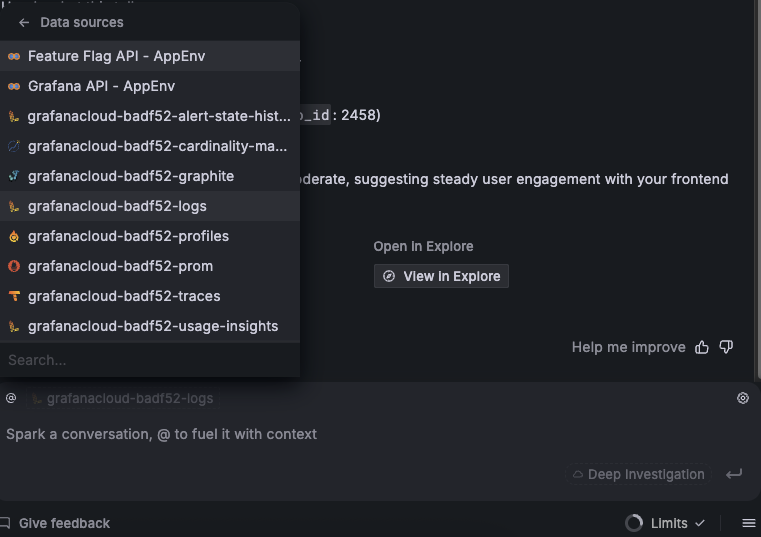 Data sources
Feature Flag API - AppEnv
Grafana API - AppEnv
grafanacloud-badf52-alert-state-hist...
o_id: 2458)
grafanacloud-badf52-cardinality-ma...
grafanacloud-badf52-graphite
oderate, suggesting steady user engagement with your frontend
grafanacloud-badf52-logs
grafanacloud-badf52-profiles
Open in Explore
grafanacloud-badf52-prom
View in Explore
grafanacloud-badf52-traces
grafanacloud-badf52-usage-insights
Help me improve
Search...
@ grafanacloud-badf52-logs
Spark a conversation, @ to fuel it with context
Deep investigation
Give feedback
Limits